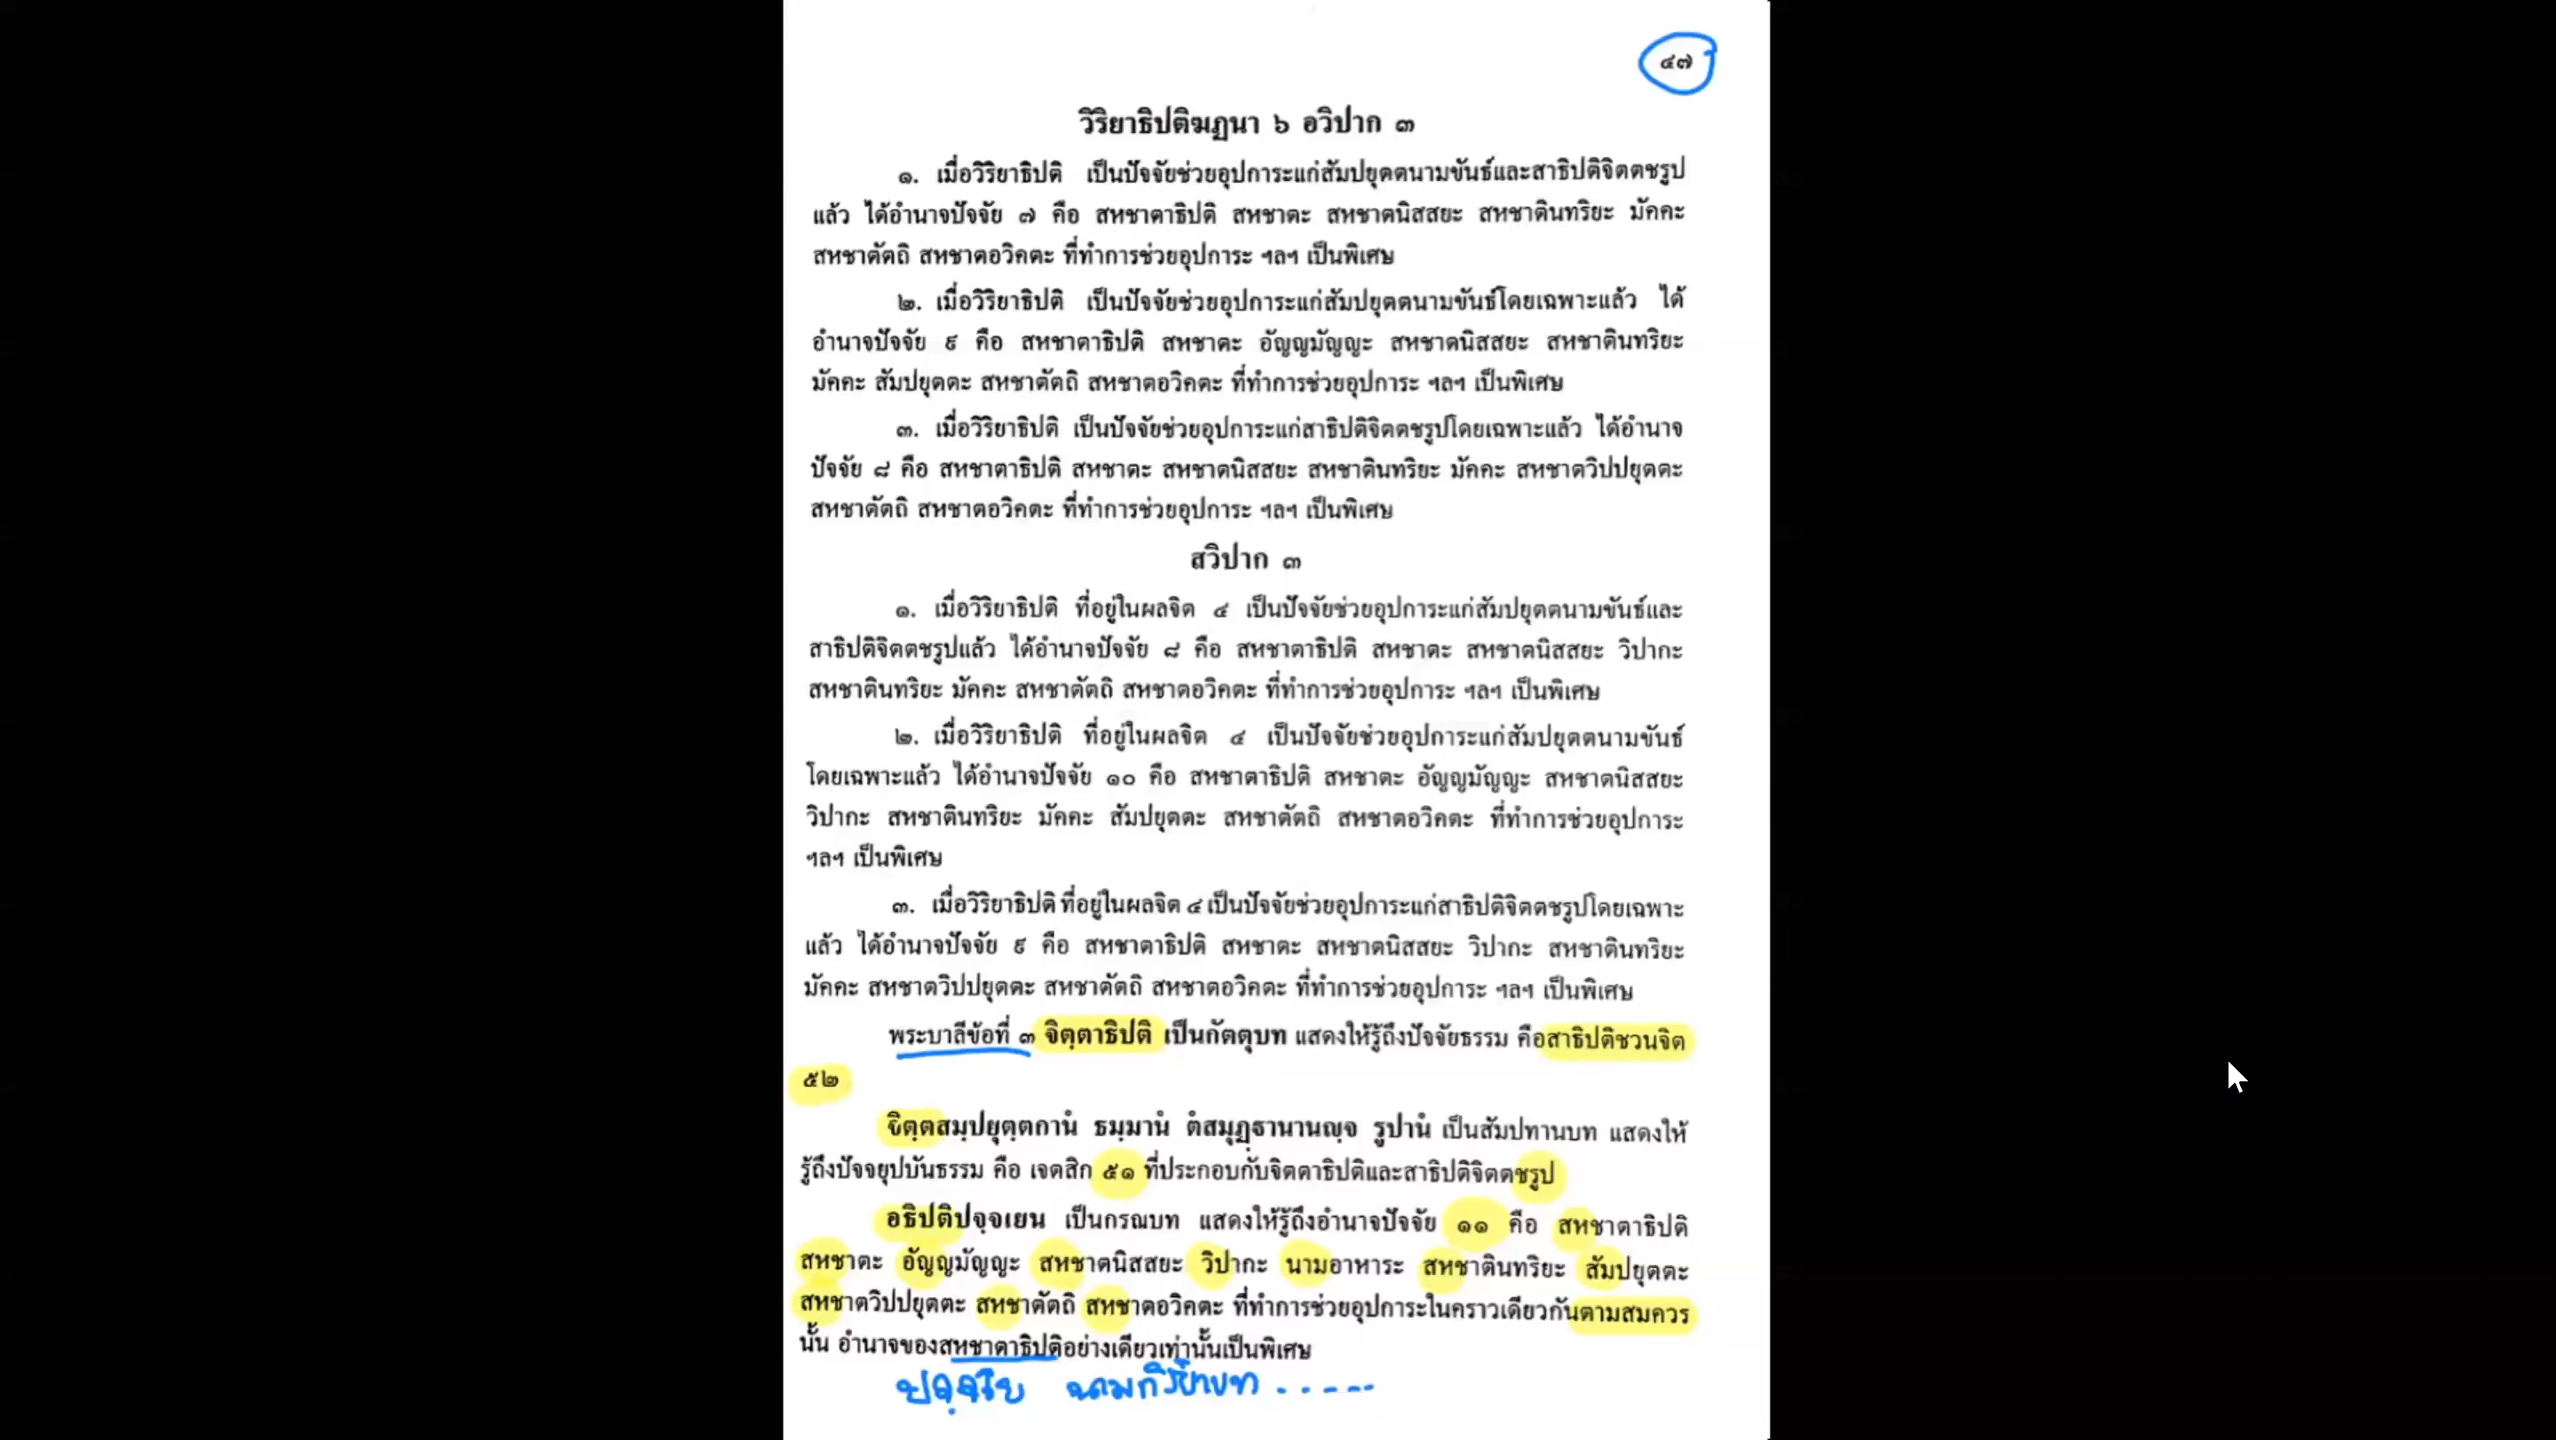 ๔๗
วิริยาธิปติฆฏนา ๖ อวิปาก ๓
๑. เมื่อวิริยาธิปติ เป็นปัจจัยช่วยอุปการะแก่สัมปยุตตนามขันธ์และสาธิปติจิตตชรูป
แล้ว ได้อำนาจปัจจัย ๗ คือ สหชาตาธิปติ สหชาตะ สหชาตนิสสยะ สหชาตินทริยะ มัคคะ
สหชาตัตถิ สหชาตอวิคตะ ที่ทำการช่วยอุปการะ ฯลฯ เป็นพิเศษ
๒. เมื่อวิริยาธิปติ เป็นปัจจัยช่วยอุปการะแก่สัมปยุตตนามขันธ์โดยเฉพาะแล้ว ได้
อำนาจปัจจัย ๙ คือ สหชาตาธิปติ สหชาตะ อัญญมัญญะ สหชาตนิสสยะ สหชาตินทริยะ
มัคคะ สัมปยุตตะ สหชาตัตถิ สหชาตอวิคตะ ที่ทำการช่วยอุปการะ ฯลฯ เป็นพิเศษ
๓. เมื่อวิริยาธิปติ เป็นปัจจัยช่วยอุปการะแก่สาธิปติจิตตชรูปโดยเฉพาะแล้ว ได้อำนาจ
ปัจจัย ๘ คือ สหชาตาธิปติ สหชาตะ สหชาตนิสสยะ สหชาตินทริยะ มัคคะ สหชาตวิปปยุตตะ
สหชาตัตถิ สหชาตอวิคตะ ที่ทำการช่วยอุปการะ ฯลฯ เป็นพิเศษ
สวิปาก ๓
๑. เมื่อวิริยาธิปติ ที่อยู่ในผลจิต ๔ เป็นปัจจัยช่วยอุปการะแก่สัมปยุตตนามขันธ์และ
สาธิปติจิตตชรูปแล้ว ได้อำนาจปัจจัย ๘ คือ สหชาตาธิปติ สหชาตะ สหชาตนิสสยะ วิปากะ
สหชาตินทริยะ มัคคะ สหชาตัตถิ สหชาตอวิคตะ ที่ทำการช่วยอุปการะ ฯลฯ เป็นพิเศษ
๒. เมื่อวิริยาธิปติ ที่อยู่ในผลจิต ๔ เป็นปัจจัยช่วยอุปการะแก่สัมปยุตตนามขันธ์
โดยเฉพาะแล้ว ได้อำนาจปัจจัย ๑๐ คือ สหชาตาธิปติ สหชาตะ อัญญมัญญะ สหชาตนิสสยะ
วิปากะ สหชาตินทริยะ มัคคะ สัมปยุตตะ สหชาตัตถิ สหชาตอวิคตะ ที่ทำการช่วยอุปการะ
ฯลฯ เป็นพิเศษ
๓. เมื่อวิริยาธิปติ ที่อยู่ในผลจิต ๔ เป็นปัจจัยช่วยอุปการะแก่สาธิปติจิตตชรูปโดยเฉพาะ
แล้ว ได้อำนาจปัจจัย ๙ คือ สหชาตาธิปติ สหชาตะ สหชาตนิสสยะ วิปากะ สหชาตินทริยะ
มัคคะ สหชาตวิปปยุตตะ สหชาตัตถิ สหชาตอวิคตะ ที่ทำการช่วยอุปการะ ฯลฯ เป็นพิเศษ
พระบาลีข้อที่ ๓ จิตฺตาธิปติ เป็นกัตตุบท แสดงให้รู้ถึงปัจจัยธรรม คือสาธิปติชวนจิต
๕๒
จิตฺตสมฺปยุตฺตกานํ ธมฺมานํ ตํสมุฏฺฐานานญฺจ รูปานํ เป็นสัมปทานบท แสดงให้
รู้ถึงปัจจยุปบันธรรม คือ เจตสิก ๕๑ ที่ประกอบกับจิตตาธิปติและสาธิปติจิตตชรูป
อธิปติปจฺจเยน เป็นกรณบท แสดงให้รู้ถึงอำนาจปัจจัย ๑๑ คือ สหชาตาธิปติ
สหชาตะ อัญญมัญญะ สหชาตนิสสยะ วิปากะ นามอาหาระ สหชาตินทริยะ สัมปยุตตะ
สหชาตวิปปยุตตะ สหชาตัตถิ สหชาตอวิคตะ ที่ทำการช่วยอุปการะในคราวเดียวกันตามสมควร
นั้น อำนาจของสหชาตาธิปติอย่างเดียวเท่านั้นเป็นพิเศษ
นามกิริยาบท . . - - --